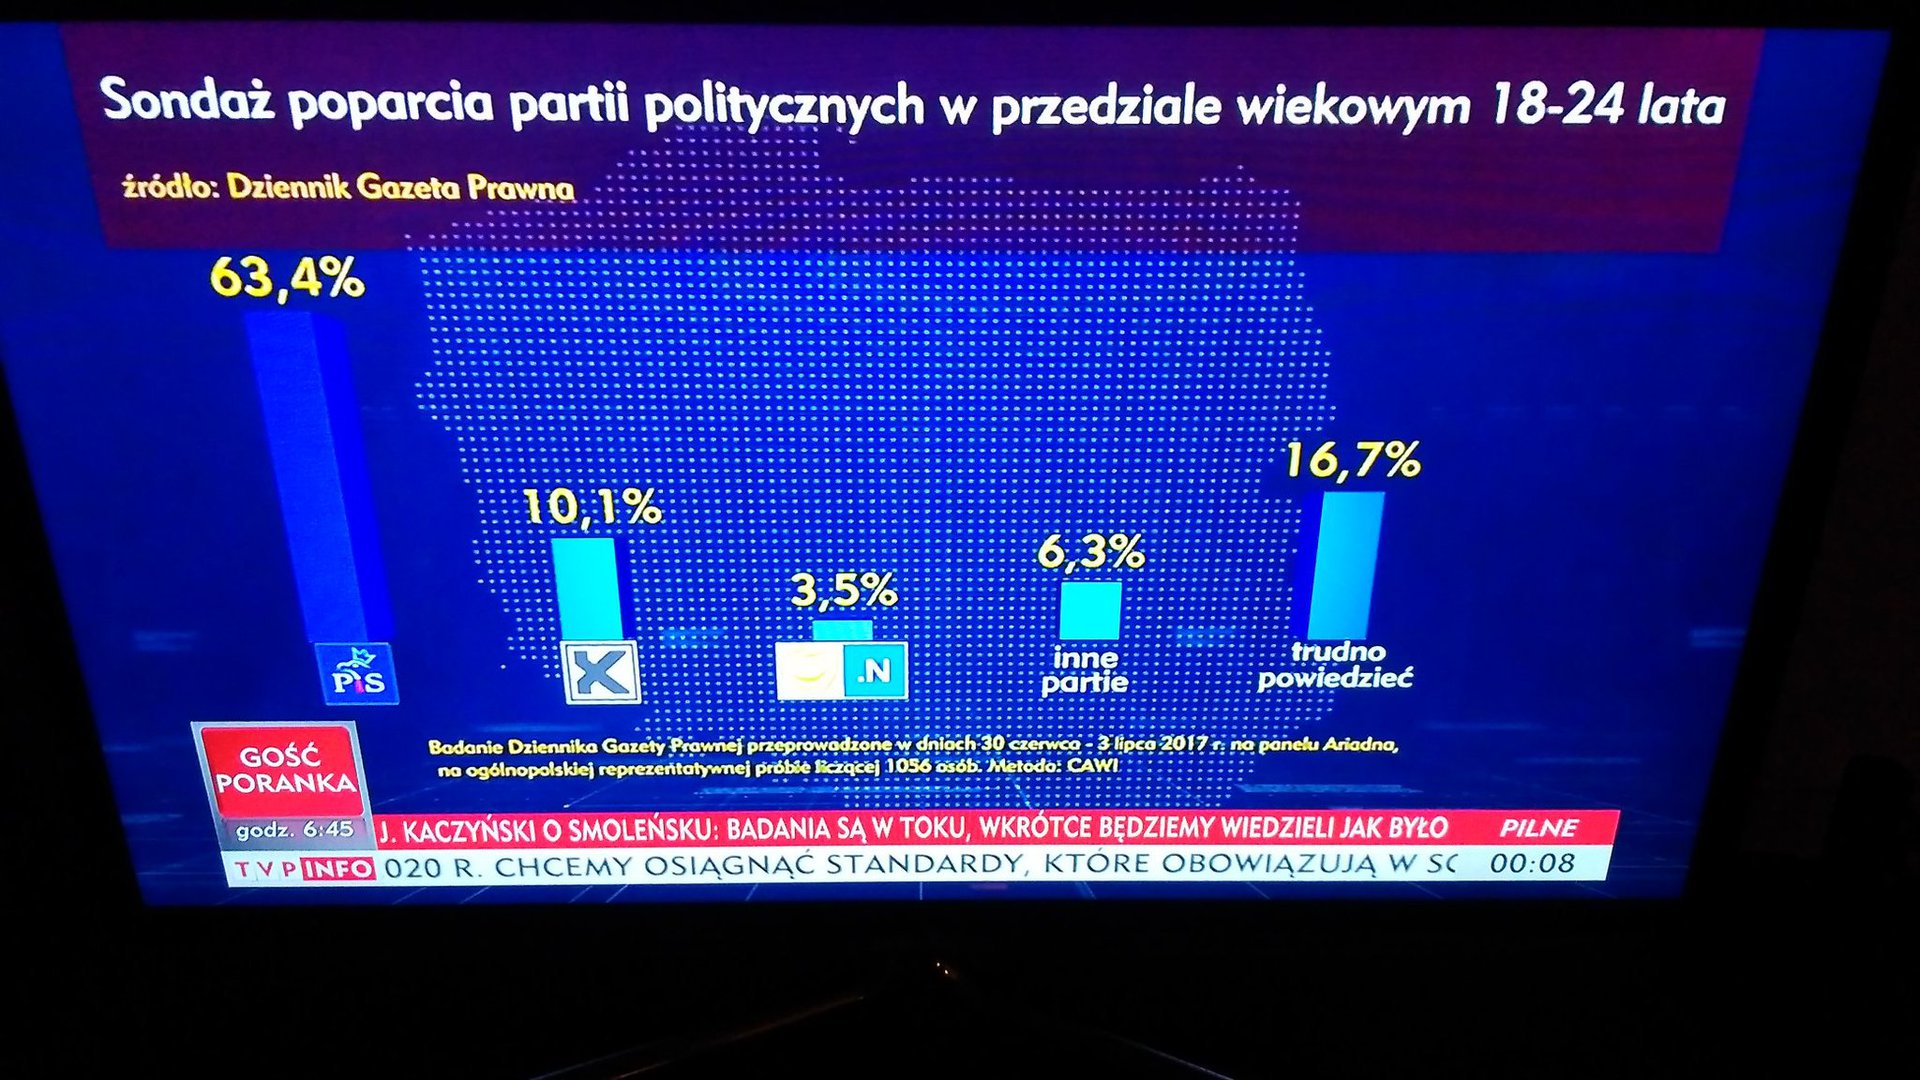 Sondaż poparcia partii politycznych w przedziale wiekowym 18-24 lata
źródło: Dziennik Gazeta Prawna
63,4%
10,1%
3,5%
6,3%
16,7%
PiS
K
.N
inne
partie
trudno
powiedzieć
Badanie Dziennika Gazety Prawnej przeprowadzone w dniach 30 czerwca - 3 lipca 2017 r. na panelu Ariadna,
na ogólnopolskiej reprezentatywnej próbie liczącej 1056 osób. Metoda: CAWI
GOŚĆ
PORANKA
godz. 6:45
J. KACZYŃSKI O SMOLEŃSKU: BADANIA SĄ W TOKU, WKRÓTCE BĘDZIEMY WIEDZIELI JAK BYŁO PILNE
TVP INFO 020 R. CHCEMY OSIĄGNĄĆ STANDARDY, KTÓRE OBOWIĄZUJĄ W 00:08